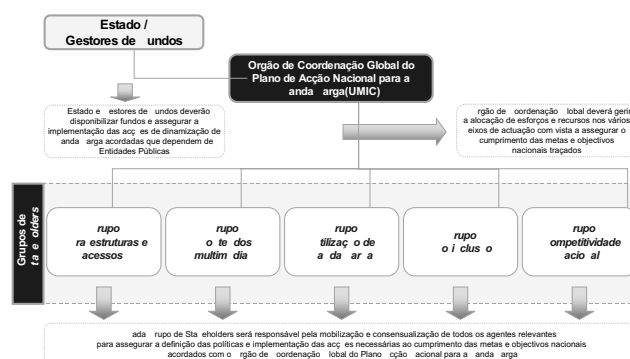 Estado /
Gestores de undos
Orgão de Coordenação Global do
Plano de Acção Nacional para a
anda arga(UMIC)
Estado e estores de undos deverão
disponibilizar fundos e assegurar a
implementação das acç es de dinamização de
anda arga acordadas que dependem de
Entidades Públicas
rgão de oordenação lobal deverá gerir
a alocação de esforços e recursos nos vários
eixos de actuação com vista a assegurar o
cumprimento das metas e objectivos
nacionais traçados
Grupos de
ta e olders
rupo
ra estruturas e
acessos
rupo
o te dos
multim dia
rupo
tilizaç o de
a da ar a
rupo
o i clus o
rupo
ompetitividade
acio al
ada rupo de Sta eholders será responsável pela mobilização e consensualização de todos os agentes relevantes
para assegurar a definição das políticas e implementação das acç es necessárias ao cumprimento das metas e objectivos nacionais
acordados com o rgão de oordenação lobal do Plano cção acional para a anda arga